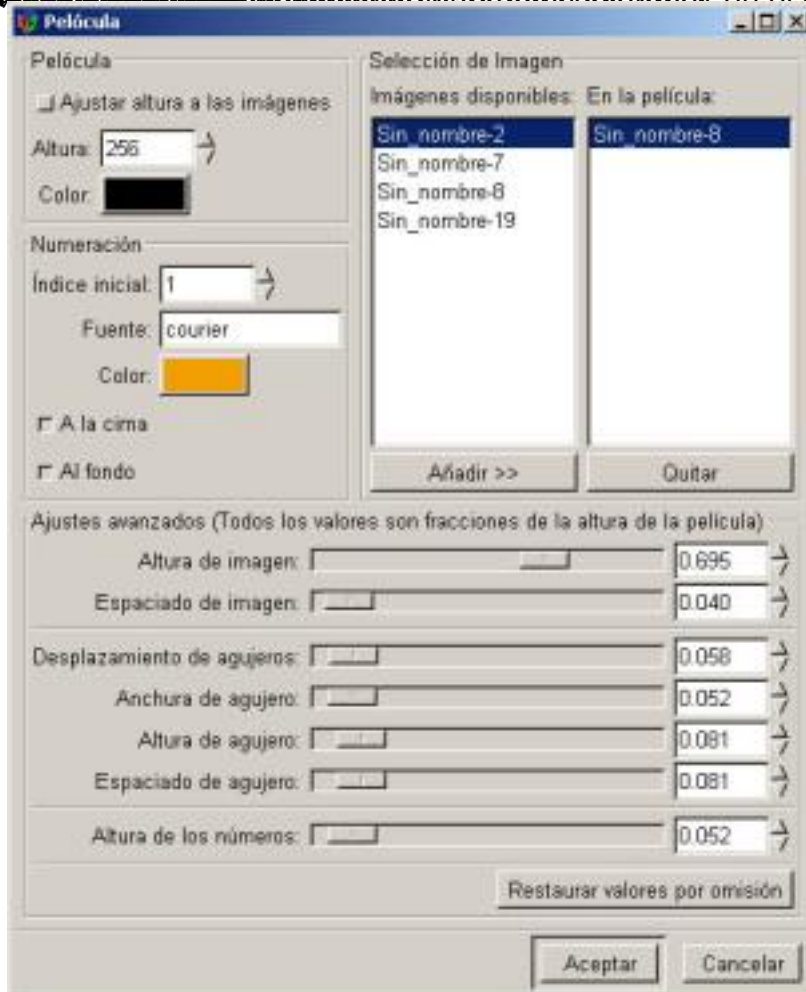 Pelócula
Pelócula
Ajustar altura a las imágenes
Altura: 256
Color:
Numeración
Índice inicial: 1
Fuente: courier
Color:
A la cima
Al fondo
Selección de Imagen
Imágenes disponibles:
Sin_nombre-2
Sin_nombre-7
Sin_nombre-8
Sin_nombre-19
Añadir >>
En la película:
Sin_nombre-8
Quitar
Ajustes avanzados (Todos los valores son fracciones de la altura de la película)
Altura de imagen: 0.695
Espaciado de imagen: 0.040
Desplazamiento de agujeros: 0.058
Anchura de agujero: 0.052
Altura de agujero: 0.081
Espaciado de agujero: 0.081
Altura de los números: 0.052
Restaurar valores por omisión
Aceptar
Cancelar